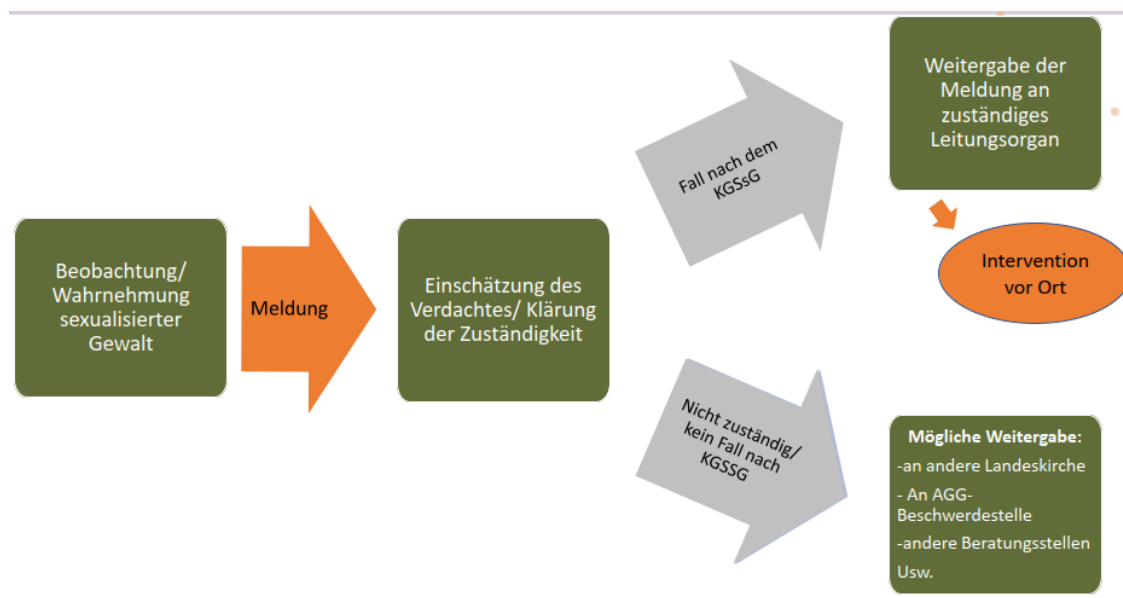 Beobachtung/
Wahrnehmung
sexualisierter
Gewalt
Meldung
Einschätzung des
Verdachtes/ Klärung
der Zuständigkeit
Fall nach dem
KGSsG
Weitergabe der
Meldung an
zuständiges
Leitungsorgan
Intervention
vor Ort
Nicht zuständig/
kein Fall nach
KGSSG
Mögliche Weitergabe:
-an andere Landeskirche
- An AGG-
Beschwerdestelle
-andere Beratungsstellen
Usw.